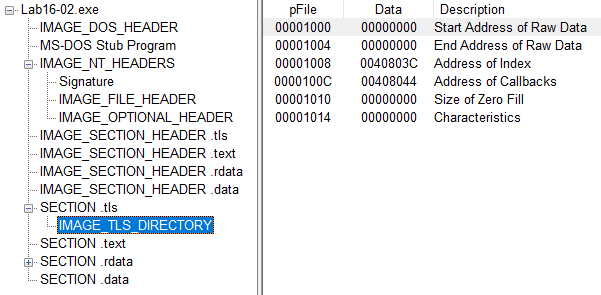 Lab16-02.exe
IMAGE_DOS_HEADER
MS-DOS Stub Program
IMAGE_NT_HEADERS
Signature
IMAGE_FILE_HEADER
IMAGE_OPTIONAL_HEADER
IMAGE_SECTION_HEADER .tls
IMAGE_SECTION_HEADER .text
IMAGE_SECTION_HEADER .rdata
IMAGE_SECTION_HEADER .data
SECTION .tls
IMAGE_TLS_DIRECTORY
SECTION .text
SECTION .rdata
SECTION .data
pFile Data Description
00001000 00000000 Start Address of Raw Data
00001004 00000000 End Address of Raw Data
00001008 0040803C Address of Index
0000100C 00408044 Address of Callbacks
00001010 00000000 Size of Zero Fill
00001014 00000000 Characteristics